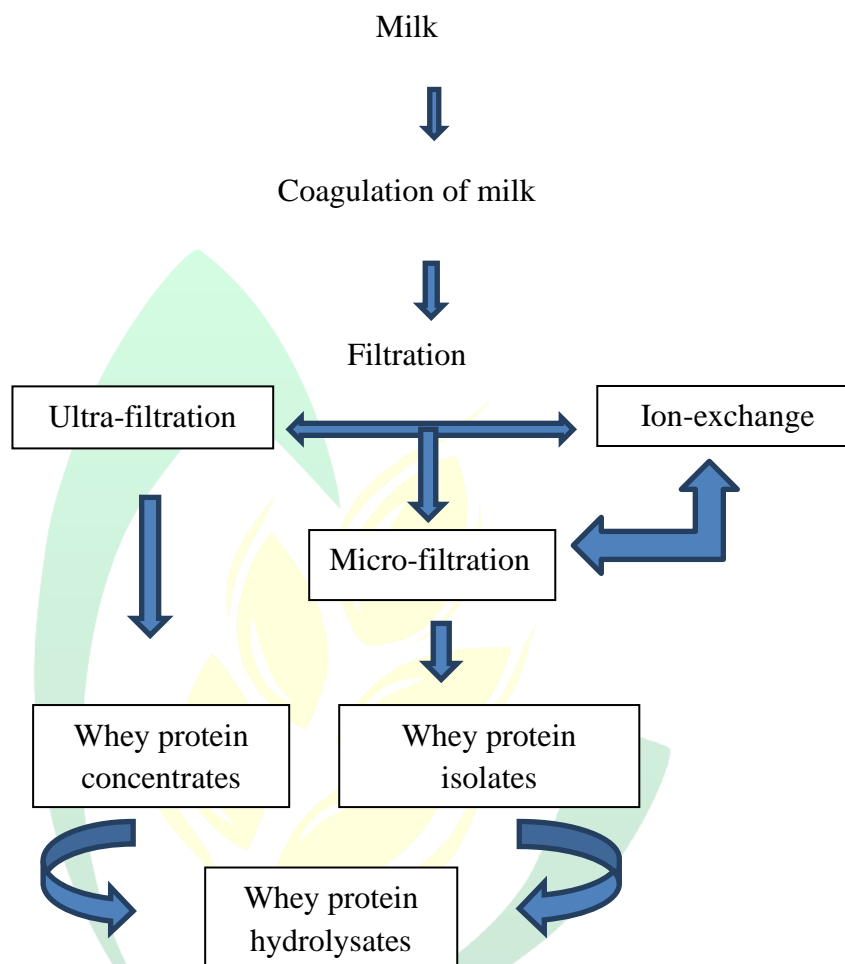 Milk
Coagulation of milk
Filtration
Ultra-filtration
Ion-exchange
Micro-filtration
Whey protein
concentrates
Whey protein
isolates
Whey protein
hydrolysates